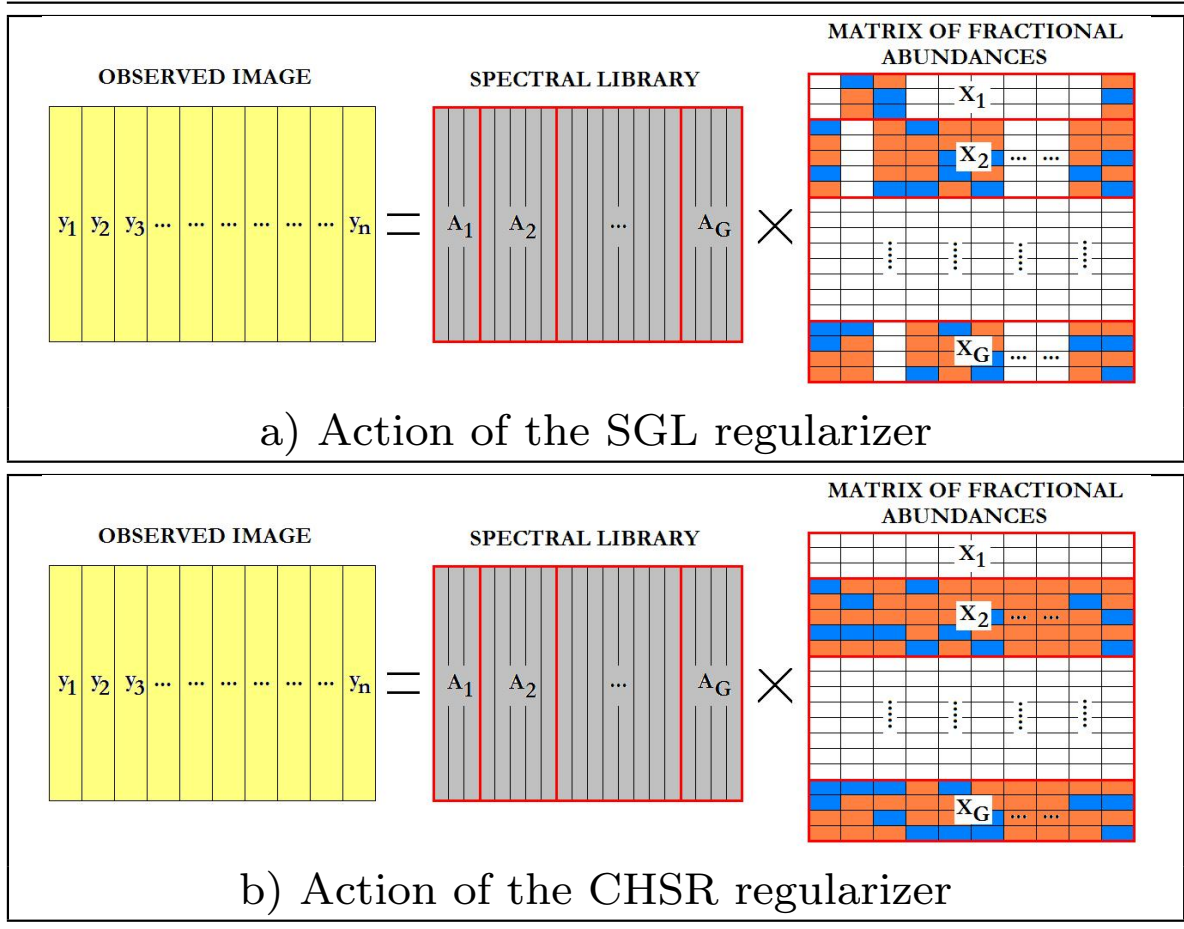 MATRIX OF FRACTIONAL
ABUNDANCES
OBSERVED IMAGE
SPECTRAL LIBRARY
X1
X2 ... ...
y1 y2 y3 ... ... ... ... ... ... yn = A1 A2 ... AG ×
XG ... ...
a) Action of the SGL regularizer
MATRIX OF FRACTIONAL
ABUNDANCES
OBSERVED IMAGE
SPECTRAL LIBRARY
X1
X2 ... ...
y1 y2 y3 ... ... ... ... ... ... yn = A1 A2 ... AG ×
XG ... ...
b) Action of the CHSR regularizer